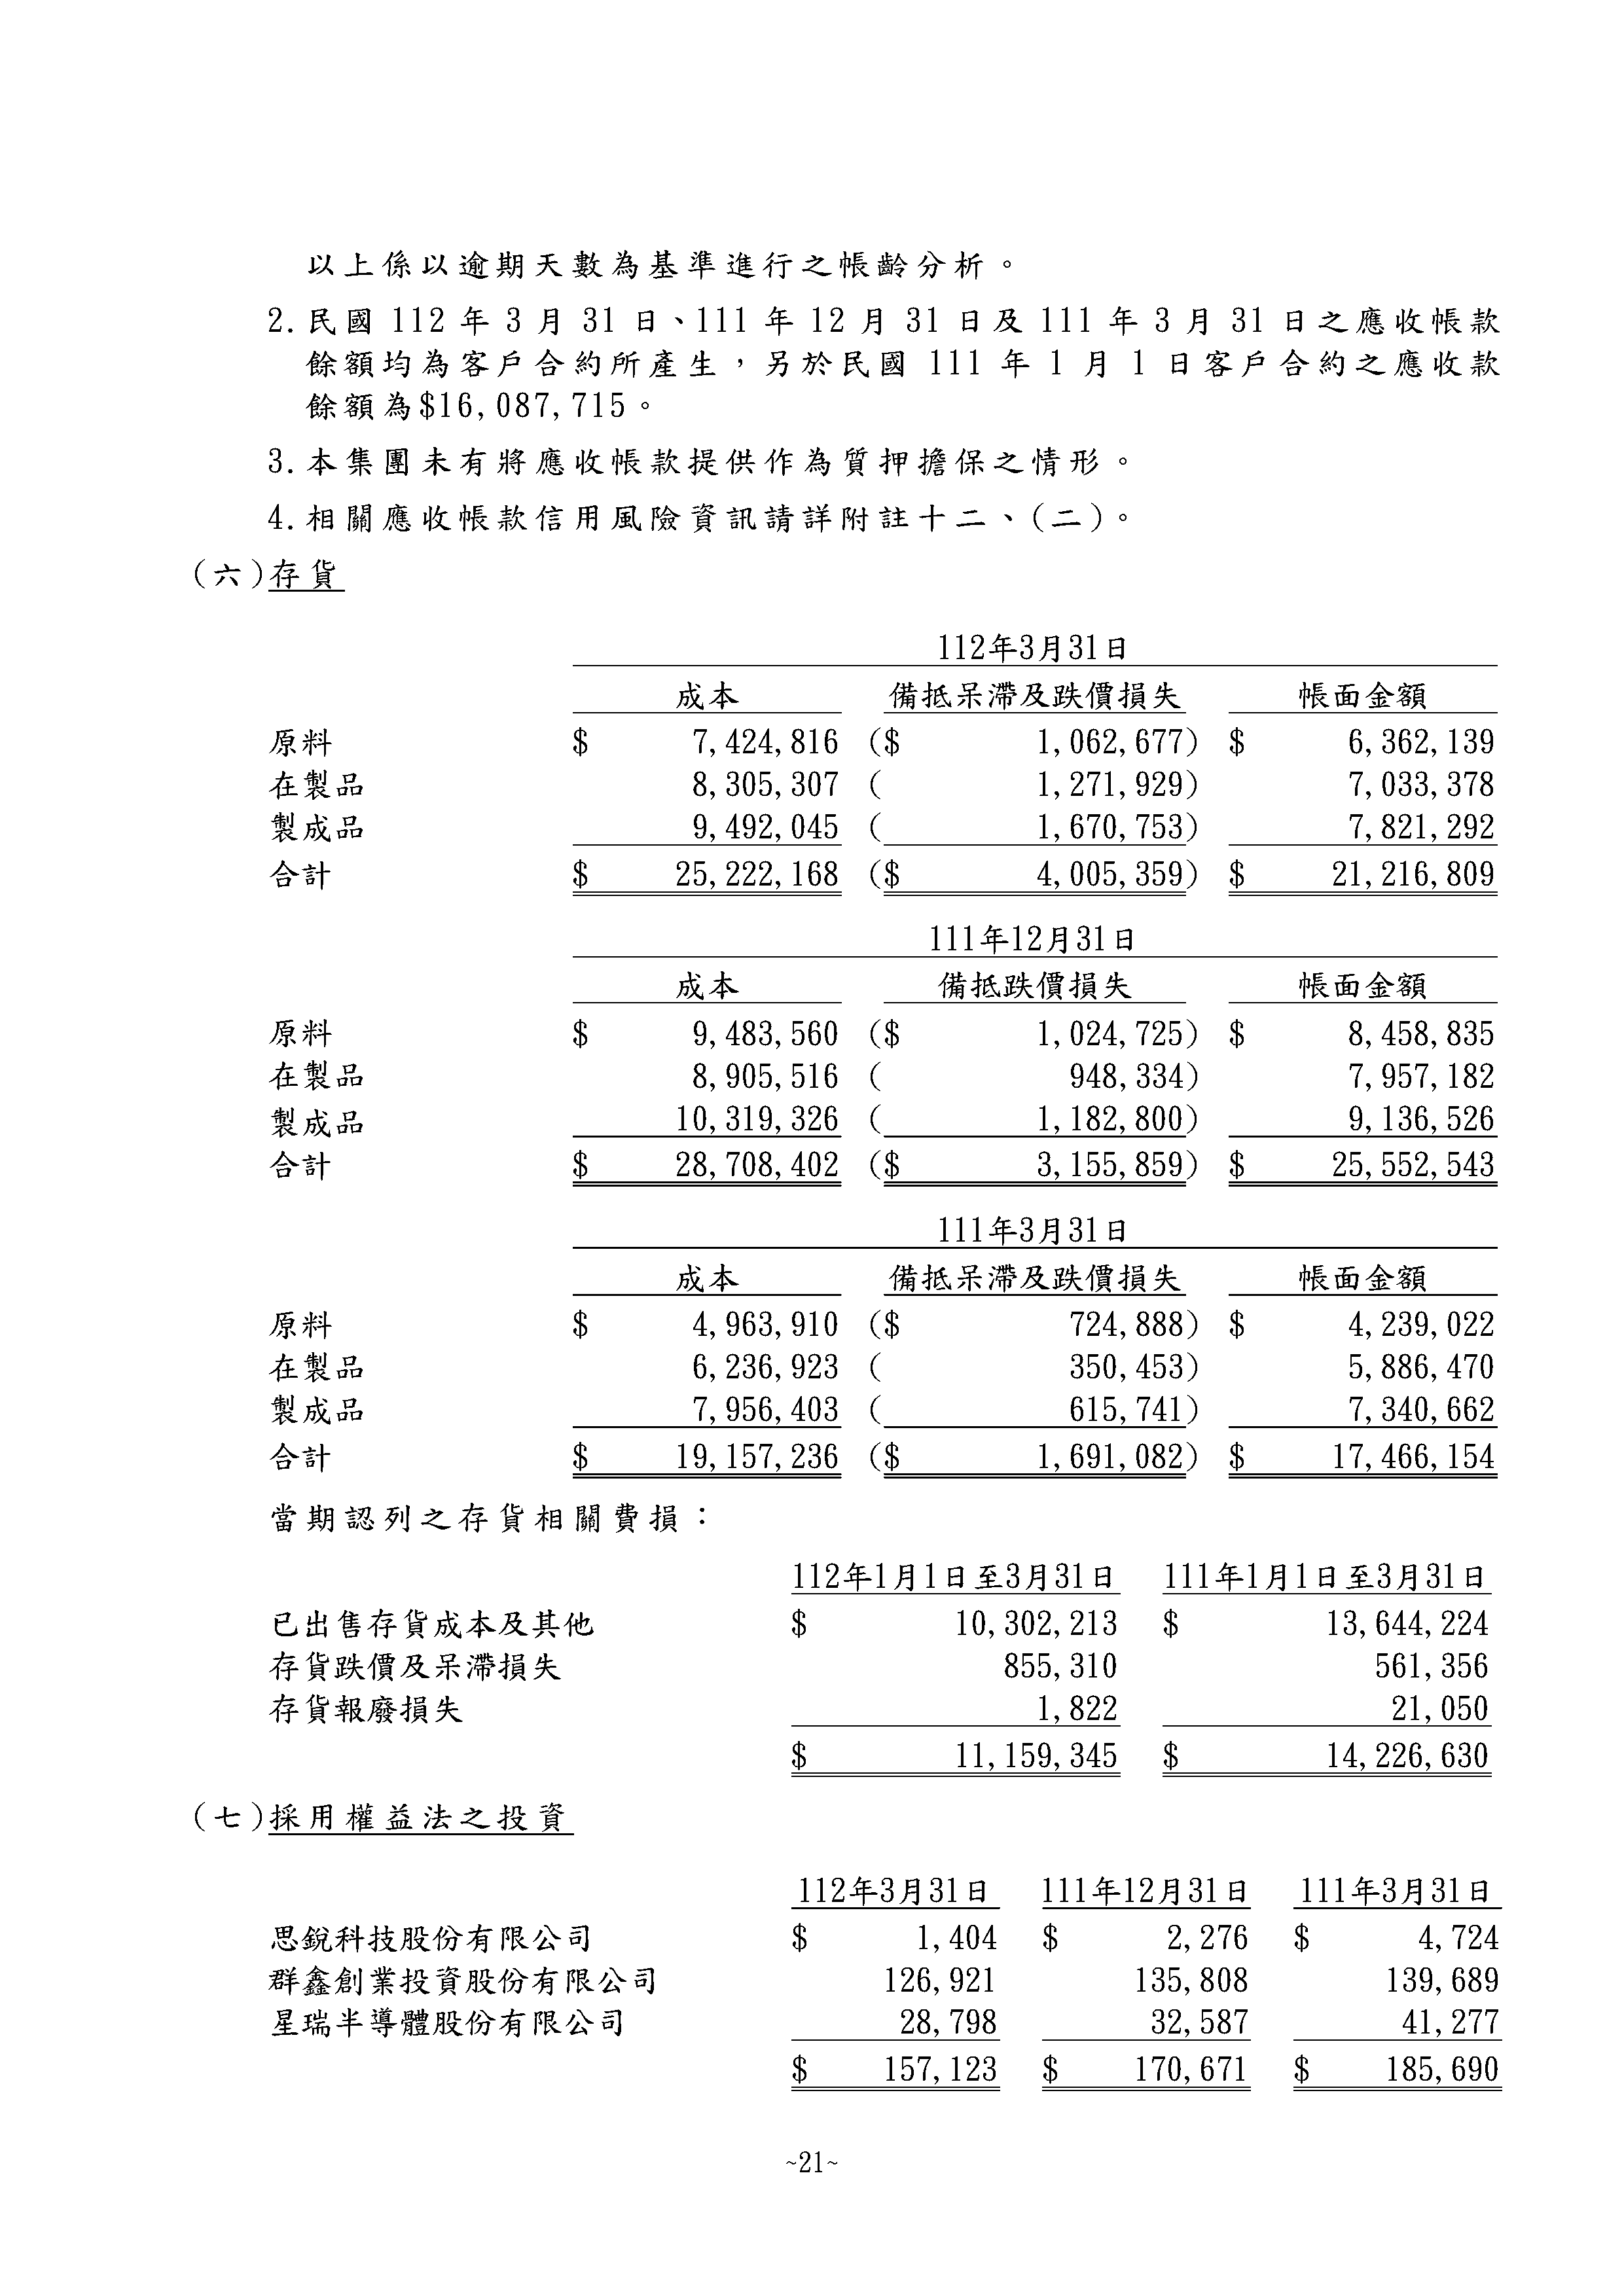 以上係以逾期天數為基準進行之帳齡分析。
2. 民國 112 年 3 月 31 日、111 年 12 月 31 日及 111 年 3 月 31 日之應收帳款
餘額均為客戶合約所產生，另於民國 111 年 1 月 1 日客戶合約之應收款
餘額為$16,087,715。
3. 本集團未有將應收帳款提供作為質押擔保之情形。
4. 相關應收帳款信用風險資訊請詳附註十二、(二)。
(六)存貨
112年3月31日
成本 備抵呆滯及跌價損失 帳面金額
原料 $ 7,424,816 ($ 1,062,677) $ 6,362,139
在製品 8,305,307 ( 1,271,929) 7,033,378
製成品 9,492,045 ( 1,670,753) 7,821,292
合計 $ 25,222,168 ($ 4,005,359) $ 21,216,809
111年12月31日
成本 備抵跌價損失 帳面金額
原料 $ 9,483,560 ($ 1,024,725) $ 8,458,835
在製品 8,905,516 ( 948,334) 7,957,182
製成品 10,319,326 ( 1,182,800) 9,136,526
合計 $ 28,708,402 ($ 3,155,859) $ 25,552,543
111年3月31日
成本 備抵呆滯及跌價損失 帳面金額
原料 $ 4,963,910 ($ 724,888) $ 4,239,022
在製品 6,236,923 ( 350,453) 5,886,470
製成品 7,956,403 ( 615,741) 7,340,662
合計 $ 19,157,236 ($ 1,691,082) $ 17,466,154
當期認列之存貨相關費損：
112年1月1日至3月31日 111年1月1日至3月31日
已出售存貨成本及其他 $ 10,302,213 $ 13,644,224
存貨跌價及呆滯損失 855,310 561,356
存貨報廢損失 1,822 21,050
$ 11,159,345 $ 14,226,630
(七)採用權益法之投資
112年3月31日 111年12月31日 111年3月31日
思銳科技股份有限公司 $ 1,404 $ 2,276 $ 4,724
群鑫創業投資股份有限公司 126,921 135,808 139,689
星瑞半導體股份有限公司 28,798 32,587 41,277
$ 157,123 $ 170,671 $ 185,690
~21~